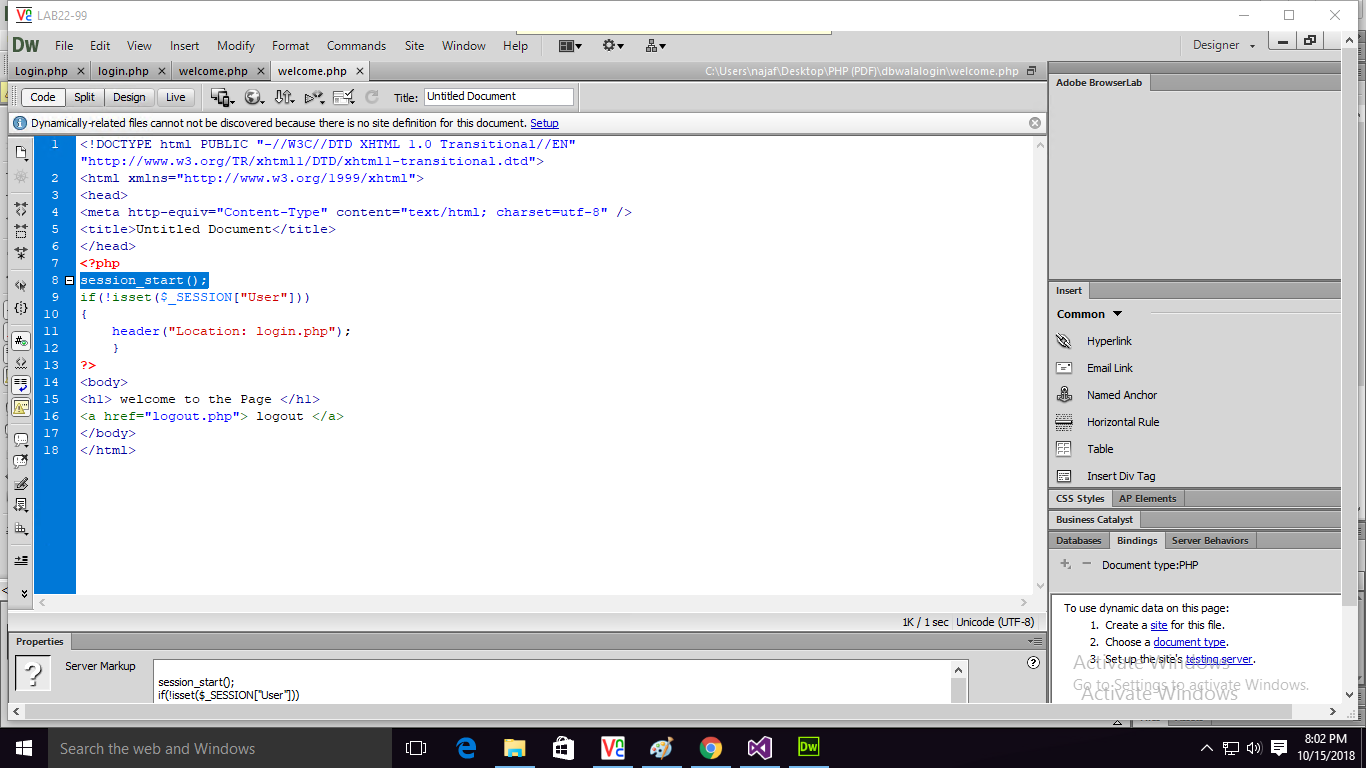 LAB22-99
Dw File Edit View Insert Modify Format Commands Site Window Help Designer
Login.php login.php welcome.php welcome.php C:\Users\najaf\Desktop\PHP (PDF)\dbwalalogin\welcome.php
Code Split Design Live Title: Untitled Document
Dynamically-related files cannot not be discovered because there is no site definition for this document. Setup
1 <!DOCTYPE html PUBLIC "-//W3C//DTD XHTML 1.0 Transitional//EN"
"http://www.w3.org/TR/xhtml1/DTD/xhtml1-transitional.dtd">
2 <html xmlns="http://www.w3.org/1999/xhtml">
3 <head>
4 <meta http-equiv="Content-Type" content="text/html; charset=utf-8" />
5 <title>Untitled Document</title>
6 </head>
7 <?php
8 session_start();
9 if(!isset($_SESSION["User"]))
10 {
11 header("Location: login.php");
12 }
13 ?>
14 <body>
15 <h1> welcome to the Page </h1>
16 <a href="logout.php"> logout </a>
17 </body>
18 </html>
1K / 1 sec Unicode (UTF-8)
Properties
Server Markup
session_start();
if(!isset($_SESSION["User"]))
Adobe BrowserLab
Insert
Common
Hyperlink
Email Link
Named Anchor
Horizontal Rule
Table
Insert Div Tag
CSS Styles AP Elements
Business Catalyst
Databases Bindings Server Behaviors
Document type:PHP
To use dynamic data on this page:
1. Create a site for this file.
2. Choose a document type.
3. Set up the site's testing server.
Activate Windows
Go to Settings to activate Windows.
Activate Windows
Search the web and Windows
Dw
8:02 PM
10/15/2018